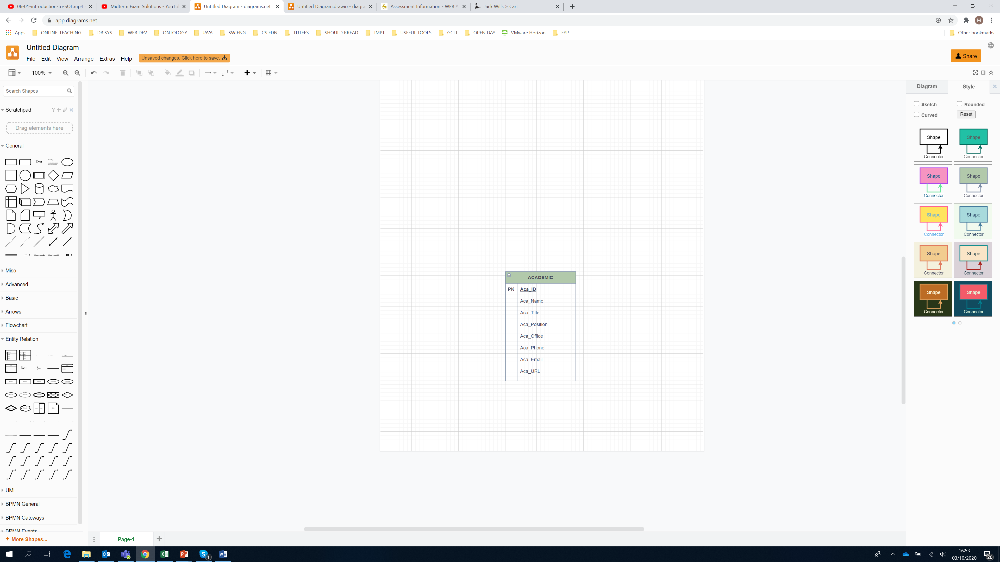 06-01-introduction-to-SQL.mp4
Midterm Exam Solutions - YouTu
Untitled Diagram - diagrams.net
Untitled Diagram.drawio - diagra
Assessment Information - WEB A
Jack Wills > Cart
app.diagrams.net
M
Apps
ONLINE_TEACHING
DB SYS
WEB DEV
ONTOLOGY
JAVA
SW ENG
CS FDN
TUTEES
SHOULD RREAD
IMPT
USEFUL TOOLS
GCLT
OPEN DAY
VMware Horizon
FYP
Other bookmarks
Untitled Diagram
File Edit View Arrange Extras Help
Unsaved changes. Click here to save.
Share
100%
Search Shapes
Scratchpad
?
Drag elements here
General
Text
Heading
Misc
Advanced
Basic
Arrows
Flowchart
Entity Relation
Item
UML
BPMN General
BPMN Gateways
BPMN Events
+ More Shapes...
ACADEMIC
PK Aca_ID
Aca_Name
Aca_Title
Aca_Position
Aca_Office
Aca_Phone
Aca_Email
Aca_URL
Page-1
Diagram
Style
Sketch
Rounded
Curved
Reset
Shape
Connector
Shape
Connector
Shape
Connector
Shape
Connector
Shape
Connector
Shape
Connector
Shape
Connector
Shape
Connector
Shape
Connector
Shape
Connector
1
16:53
03/10/2020
20